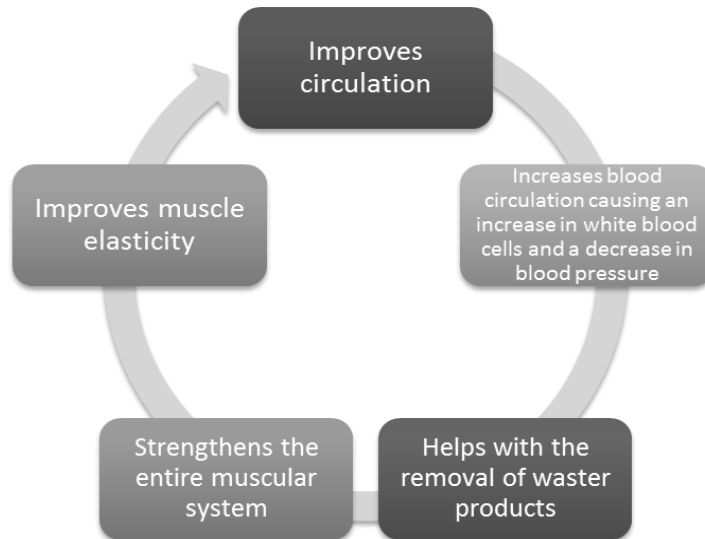 Improves
circulation
Increases blood
circulation causing an
increase in white blood
cells and a decrease in
blood pressure
Helps with the
removal of waster
products
Strengthens the
entire muscular
system
Improves muscle
elasticity